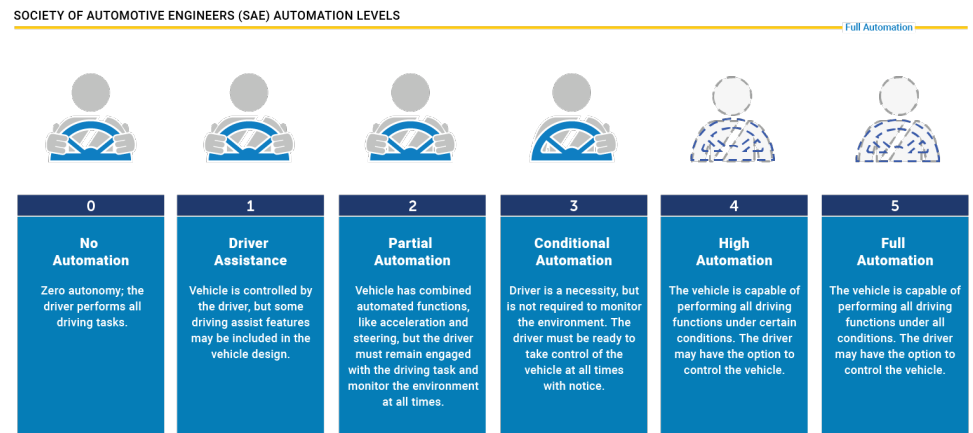 SOCIETY OF AUTOMOTIVE ENGINEERS (SAE) AUTOMATION LEVELS
Full Automation
0
No
Automation
Zero autonomy; the
driver performs all
driving tasks.
1
Driver
Assistance
Vehicle is controlled by
the driver, but some
driving assist features
may be included in the
vehicle design.
2
Partial
Automation
Vehicle has combined
automated functions,
like acceleration and
steering, but the driver
must remain engaged
with the driving task and
monitor the environment
at all times.
3
Conditional
Automation
Driver is a necessity, but
is not required to monitor
the environment. The
driver must be ready to
take control of the
vehicle at all times
with notice.
4
High
Automation
The vehicle is capable of
performing all driving
functions under certain
conditions. The driver
may have the option to
control the vehicle.
5
Full
Automation
The vehicle is capable of
performing all driving
functions under all
conditions. The driver
may have the option to
control the vehicle.